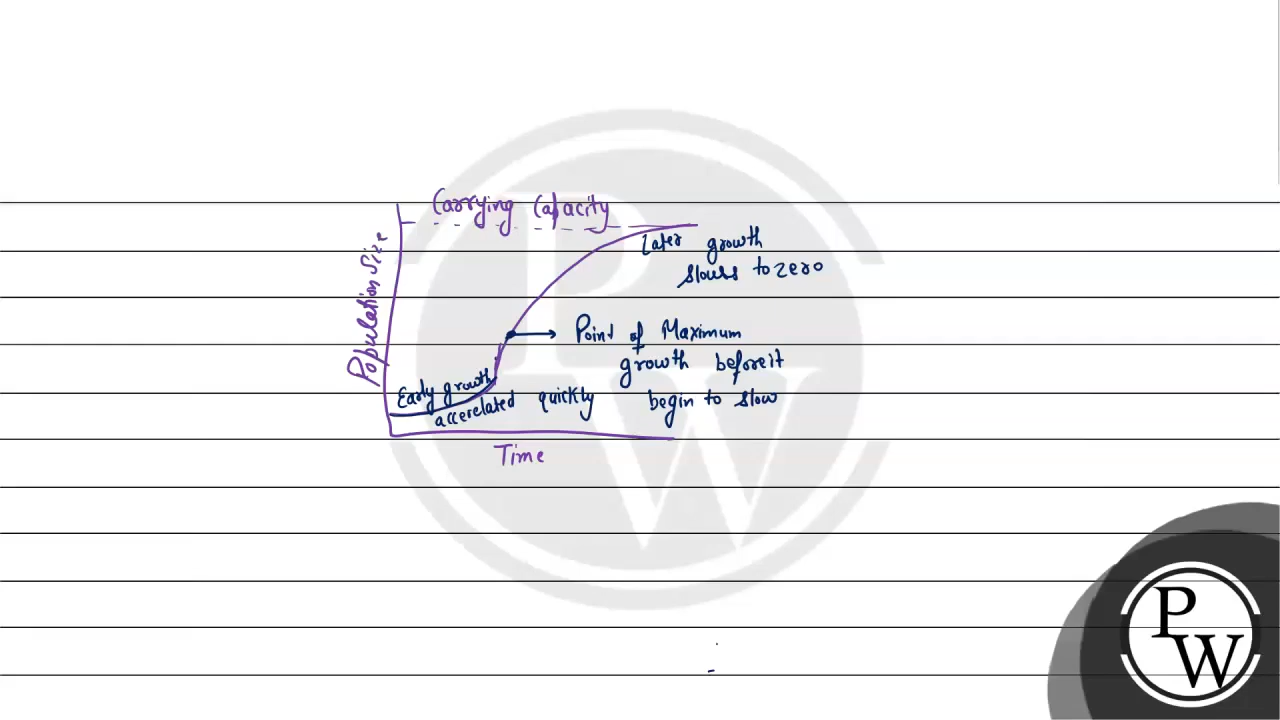 Carrying Capacity
Population Size
Later growth
slows to zero
Point of Maximum
growth before it
begin to slow
Early growth
accerelated quickly
Time
P
W
P
W